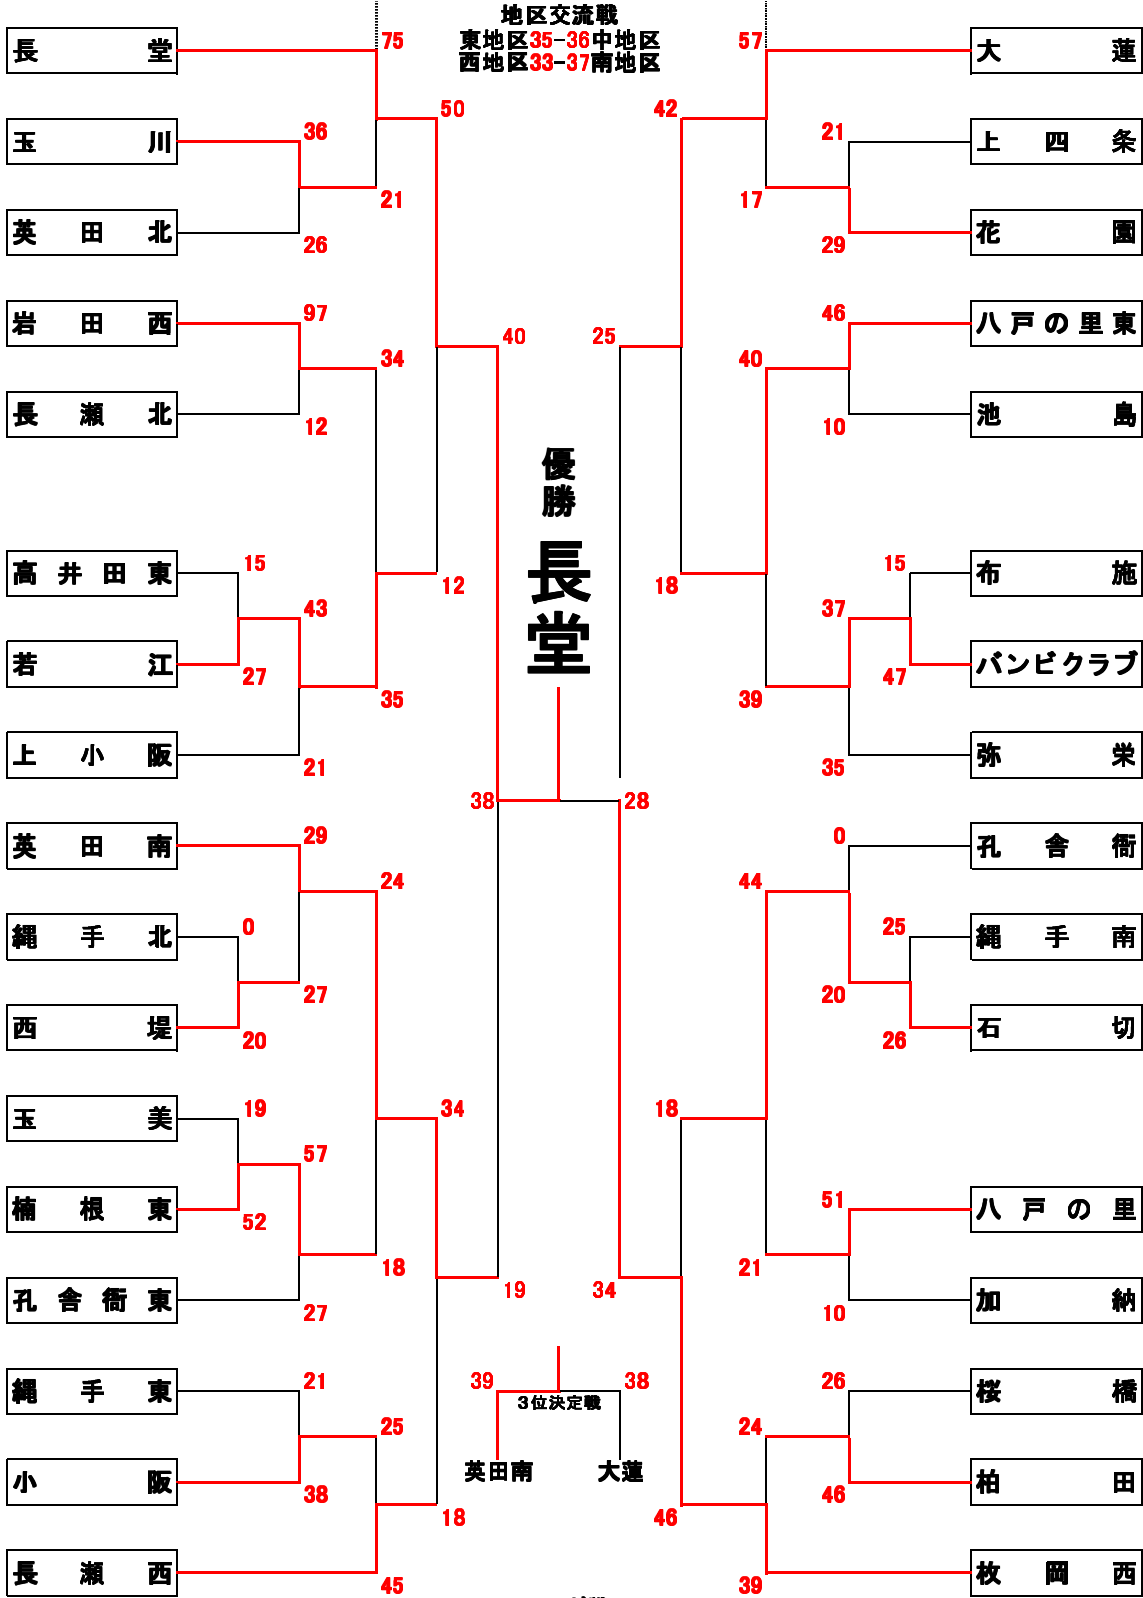 地区交流戦
東地区35-36中地区
西地区33-37南地区
長堂
75
57
大蓮
50
42
玉川
36
21
上四条
21
17
英田北
26
29
花園
岩田西
97
46
八戸の里東
40
25
34
40
長瀬北
12
10
池島
優勝
長堂
高井田東
15
15
布施
12
18
43
37
若江
27
47
バンビクラブ
35
39
上小阪
21
35
弥栄
38
28
英田南
29
0
孔舎衙
24
44
縄手北
0
25
縄手南
27
20
西堤
20
26
石切
玉美
19
34
18
57
51
楠根東
52
八戸の里
18
21
孔舎衙東
27
10
加納
19
34
縄手東
21
39
38
26
桜橋
3位決定戦
25
24
英田南
大蓮
小阪
38
46
柏田
18
46
長瀬西
45
39
枚岡西